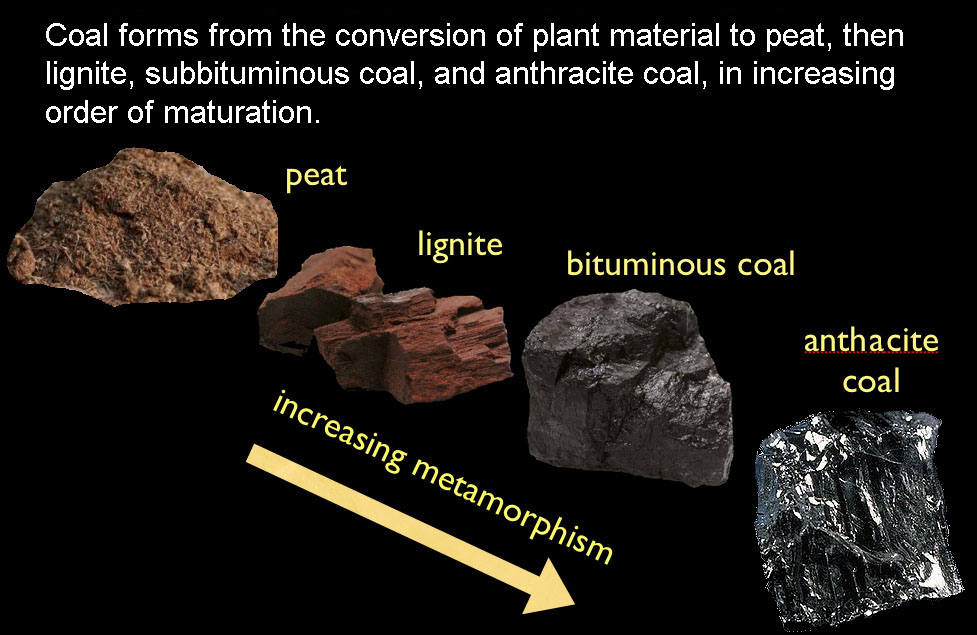 Coal forms from the conversion of plant material to peat, then
lignite, subbituminous coal, and anthracite coal, in increasing
order of maturation.
peat
lignite
bituminous coal
anthacite
coal
increasing metamorphism